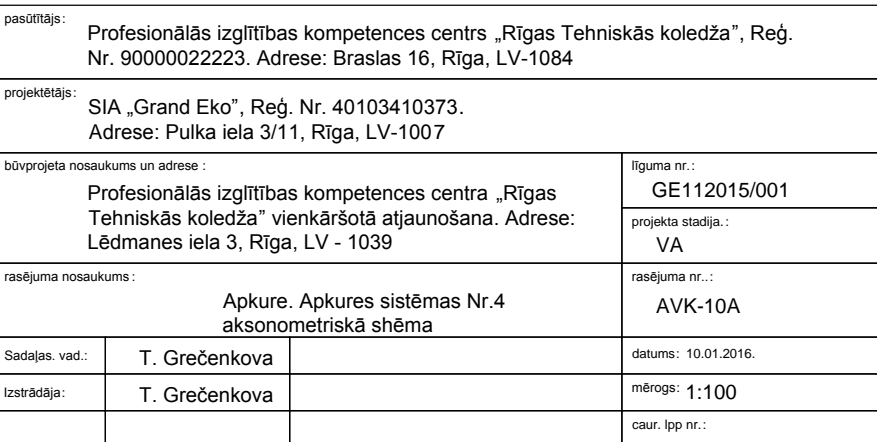 pasūtītājs:
Profesionālās izglītības kompetences centrs „Rīgas Tehniskās koledža”, Reģ.
Nr. 90000022223. Adrese: Braslas 16, Rīga, LV-1084
projektētājs:
SIA „Grand Eko”, Reģ. Nr. 40103410373.
Adrese: Pulka iela 3/11, Rīga, LV-1007
būvprojeta nosaukums un adrese :
Profesionālās izglītības kompetences centra „Rīgas
Tehniskās koledža” vienkāršotā atjaunošana. Adrese:
Lēdmanes iela 3, Rīga, LV - 1039
līguma nr.:
GE112015/001
projekta stadija.:
VA
rasējuma nosaukums :
Apkure. Apkures sistēmas Nr.4
aksonometriskā shēma
rasējuma nr..:
AVK-10A
Sadaļas. vad.: T. Grečenkova
datums: 10.01.2016.
Izstrādāja: T. Grečenkova
mērogs: 1:100
caur. lpp nr.: